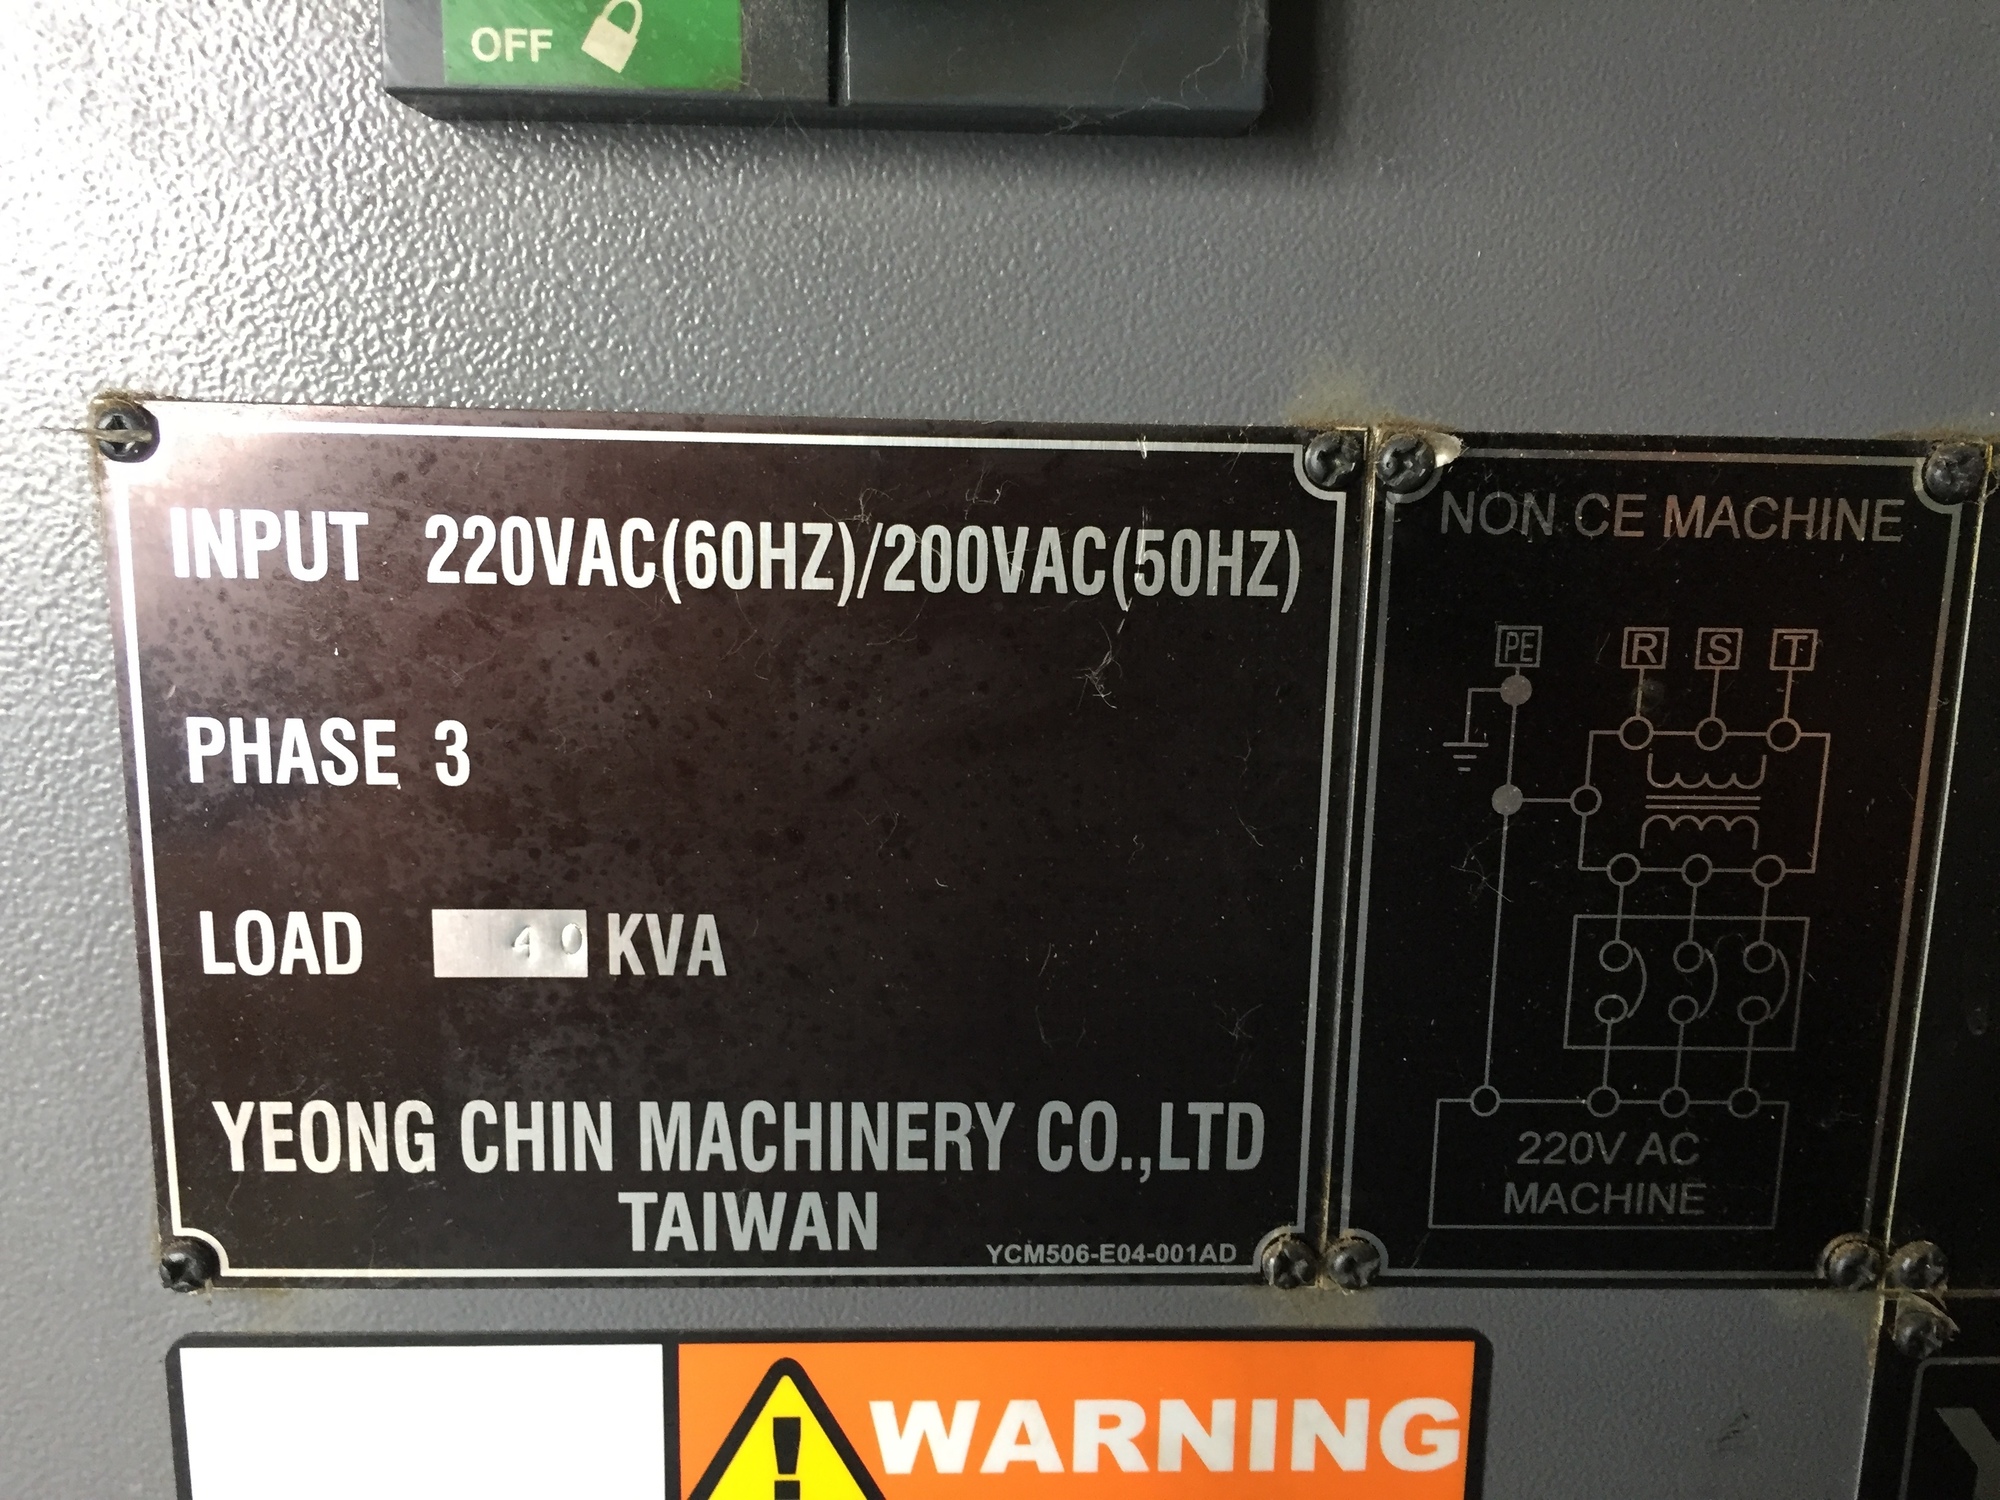 OFF
INPUT 220VAC(60HZ)/200VAC(50HZ)
PHASE 3
LOAD 40 KVA
YEONG CHIN MACHINERY CO.,LTD
TAIWAN
YCM506-E04-001AD
NON CE MACHINE
PE R S T
220V AC
MACHINE
WARNING